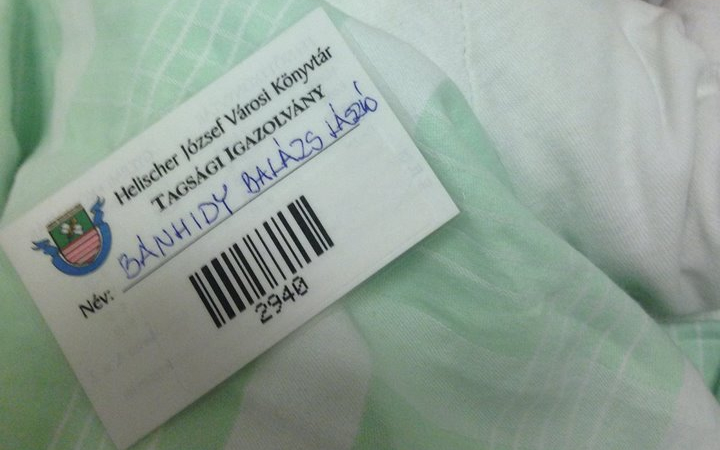 Helischer József Városi Könyvtár
TAGSÁGI IGAZOLVÁNY
Név: BÁNHIDY BALÁZS LÁSZLÓ
2940